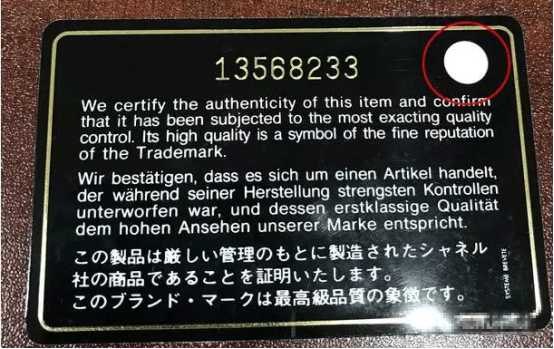 13568233
We certify the authenticity of this item and confirm
that it has been subjected to the most exacting quality
control. Its high quality is a symbol of the fine reputation
of the Trademark.
Wir bestätigen, dass es sich um einen Artikel handelt,
der während seiner Herstellung strengsten Kontrollen
unterworfen war, und dessen erstklassige Qualität
dem hohen Ansehen unserer Marke entspricht.
この製品は厳しい管理のもとに製造されたシャネル
社の商品であることを証明いたします。
このブランド・マークは最高級品質の象徴です。
SYSTEME BREVETE